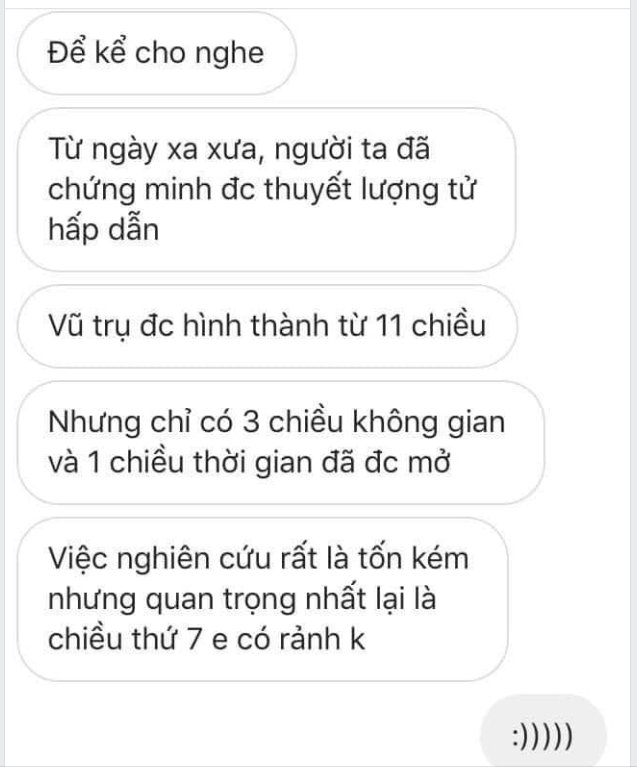 Để kể cho nghe
Từ ngày xa xưa, người ta đã
chứng minh đc thuyết lượng tử
hấp dẫn
Vũ trụ đc hình thành từ 11 chiều
Nhưng chỉ có 3 chiều không gian
và 1 chiều thời gian đã đc mở
Việc nghiên cứu rất là tốn kém
nhưng quan trọng nhất lại là
chiều thứ 7 e có rảnh k
:)))))